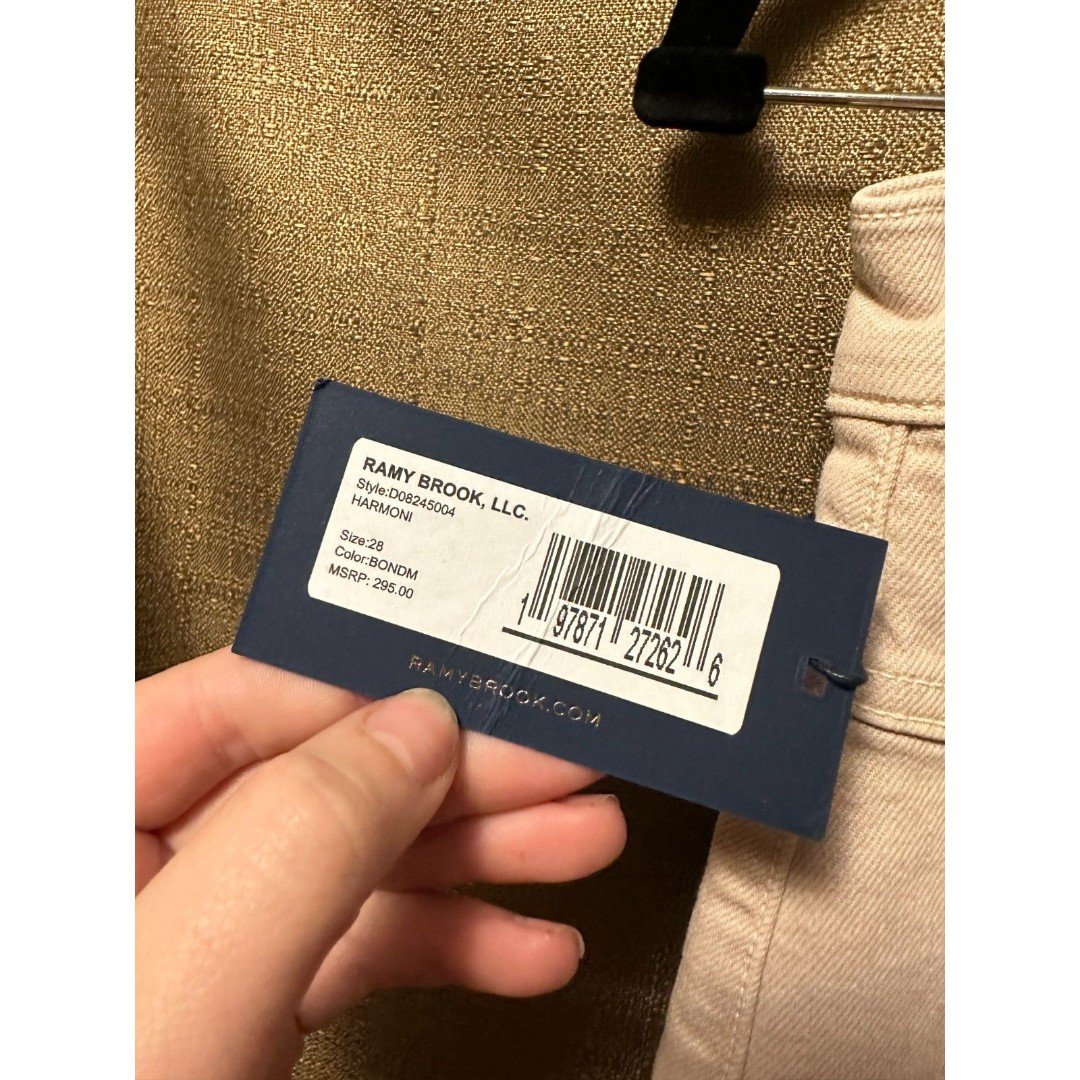 RAMY BROOK, LLC.
Style:D08245004
HARMONI
Size:28
Color:BONDM
MSRP: 295.00
1 97871 27262 6
RAMYBROOK.COM